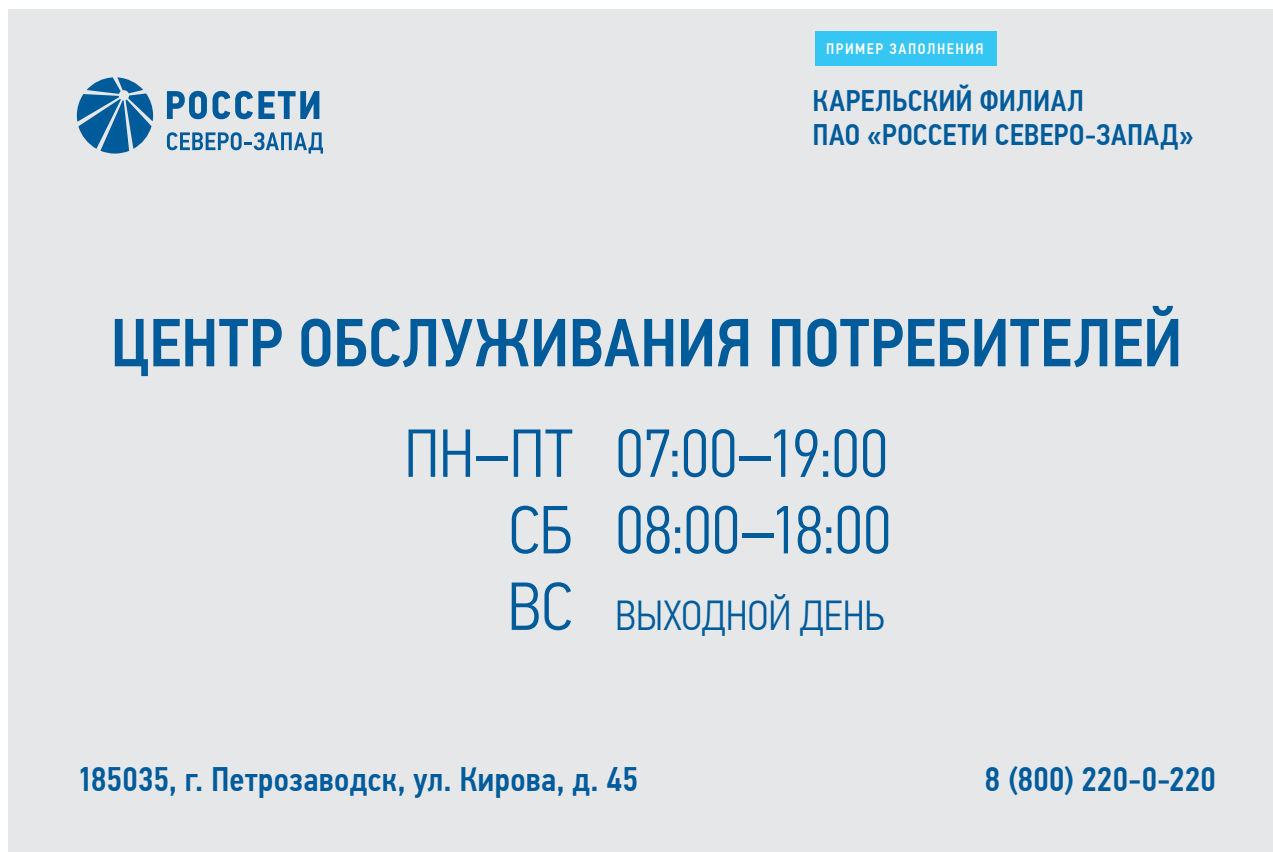 РОССЕТИ
СЕВЕРО-ЗАПАД
ПРИМЕР ЗАПОЛНЕНИЯ
КАРЕЛЬСКИЙ ФИЛИАЛ
ПАО «РОССЕТИ СЕВЕРО-ЗАПАД»
ЦЕНТР ОБСЛУЖИВАНИЯ ПОТРЕБИТЕЛЕЙ
ПН–ПТ 07:00–19:00
СБ 08:00–18:00
ВС ВЫХОДНОЙ ДЕНЬ
185035, г. Петрозаводск, ул. Кирова, д. 45
8 (800) 220-0-220